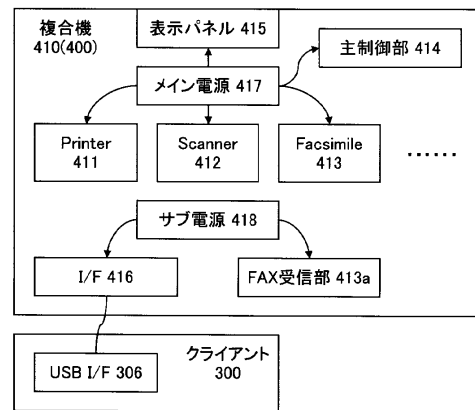 複合機
410(400)
表示パネル 415
主制御部 414
メイン電源 417
Printer
411
Scanner
412
Facsimile
413
······
サブ電源 418
I/F 416
FAX受信部 413a
クライアント
300
USB I/F 306